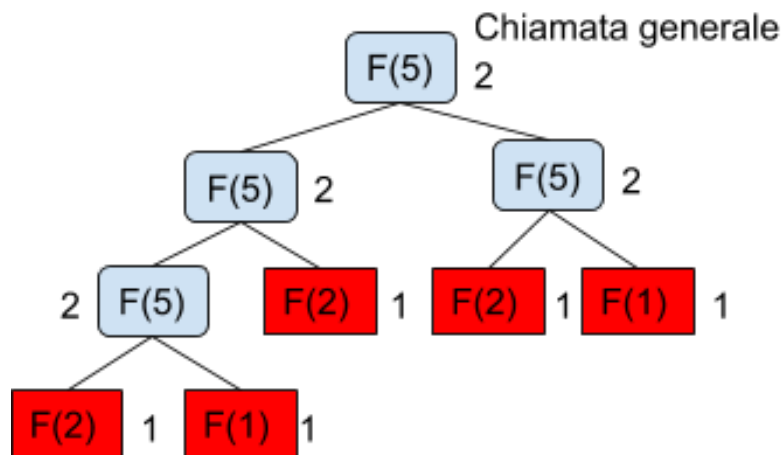 Chiamata generale
F(5) 2
F(5) 2 F(5) 2
2 F(5) F(2) 1 F(2) 1 F(1) 1
F(2) 1 F(1) 1